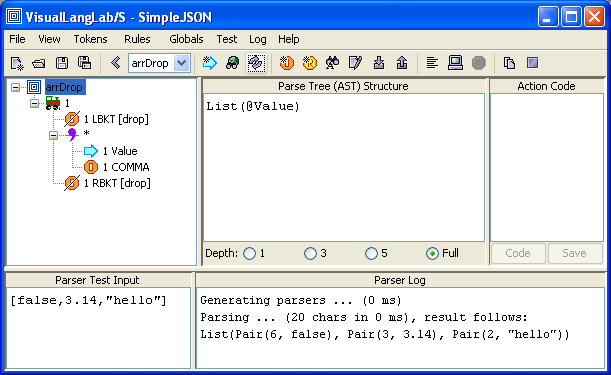 VisualLangLab/S - SimpleJSON
File View Tokens Rules Globals Test Log Help
arrDrop
arrDrop
1
1 LBKT [drop]
*
1 Value
1 COMMA
1 RBKT [drop]
Parse Tree (AST) Structure
List(@Value)
Depth: 1 3 5 Full
Action Code
Code Save
Parser Test Input
[false,3.14,"hello"]
Parser Log
Generating parsers ... (0 ms)
Parsing ... (20 chars in 0 ms), result follows:
List(Pair(6, false), Pair(3, 3.14), Pair(2, "hello"))